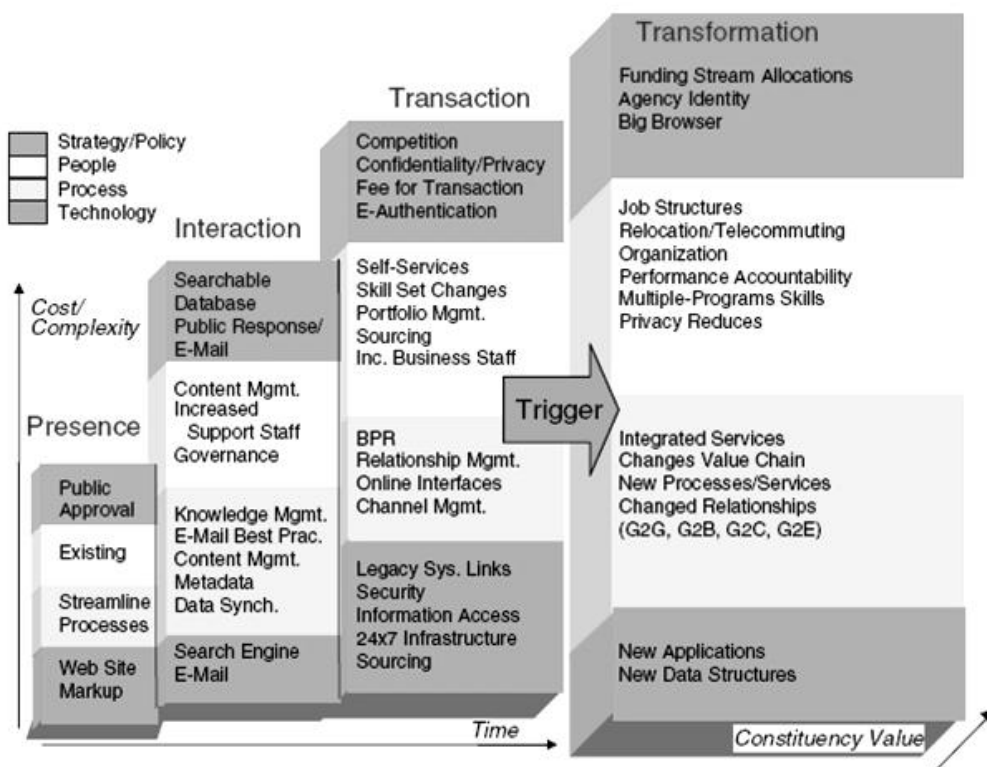 Transformation
Funding Stream Allocations
Agency Identity
Big Browser
Job Structures
Relocation/Telecommuting
Organization
Performance Accountability
Multiple-Programs Skills
Privacy Reduces
Integrated Services
Changes Value Chain
New Processes/Services
Changed Relationships
(G2G, G2B, G2C, G2E)
New Applications
New Data Structures
Transaction
Competition
Confidentiality/Privacy
Fee for Transaction
E-Authentication
Self-Services
Skill Set Changes
Portfolio Mgmt.
Sourcing
Inc. Business Staff
BPR
Relationship Mgmt.
Online Interfaces
Channel Mgmt.
Legacy Sys. Links
Security
Information Access
24x7 Infrastructure
Sourcing
Trigger
Strategy/Policy
People
Process
Technology
Interaction
Searchable
Database
Public Response/
E-Mail
Content Mgmt.
Increased
Support Staff
Governance
Knowledge Mgmt.
E-Mail Best Prac.
Content Mgmt.
Metadata
Data Synch.
Search Engine
E-Mail
Cost/
Complexity
Presence
Public
Approval
Existing
Streamline
Processes
Web Site
Markup
Time
Constituency Value